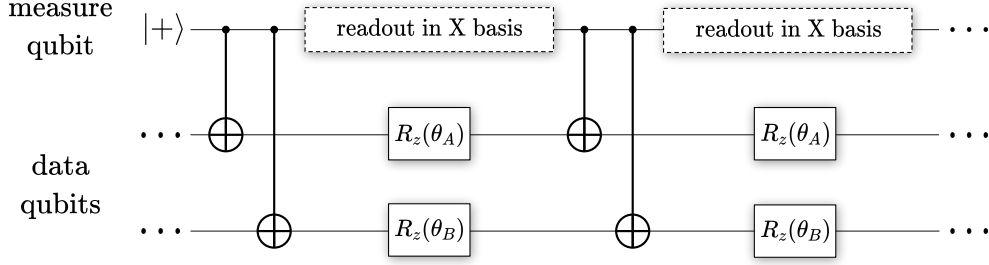 measure
qubit
|+⟩
readout in X basis
readout in X basis
...
...
R_z(θ_A)
R_z(θ_A)
...
data
qubits
...
R_z(θ_B)
R_z(θ_B)
...